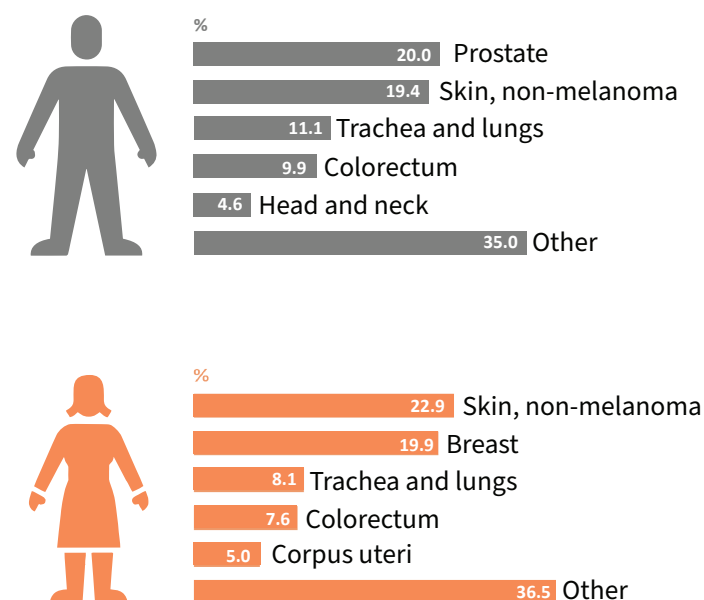 %
20.0 Prostate
19.4 Skin, non-melanoma
11.1 Trachea and lungs
9.9 Colorectum
4.6 Head and neck
35.0 Other
%
22.9 Skin, non-melanoma
19.9 Breast
8.1 Trachea and lungs
7.6 Colorectum
5.0 Corpus uteri
36.5 Other